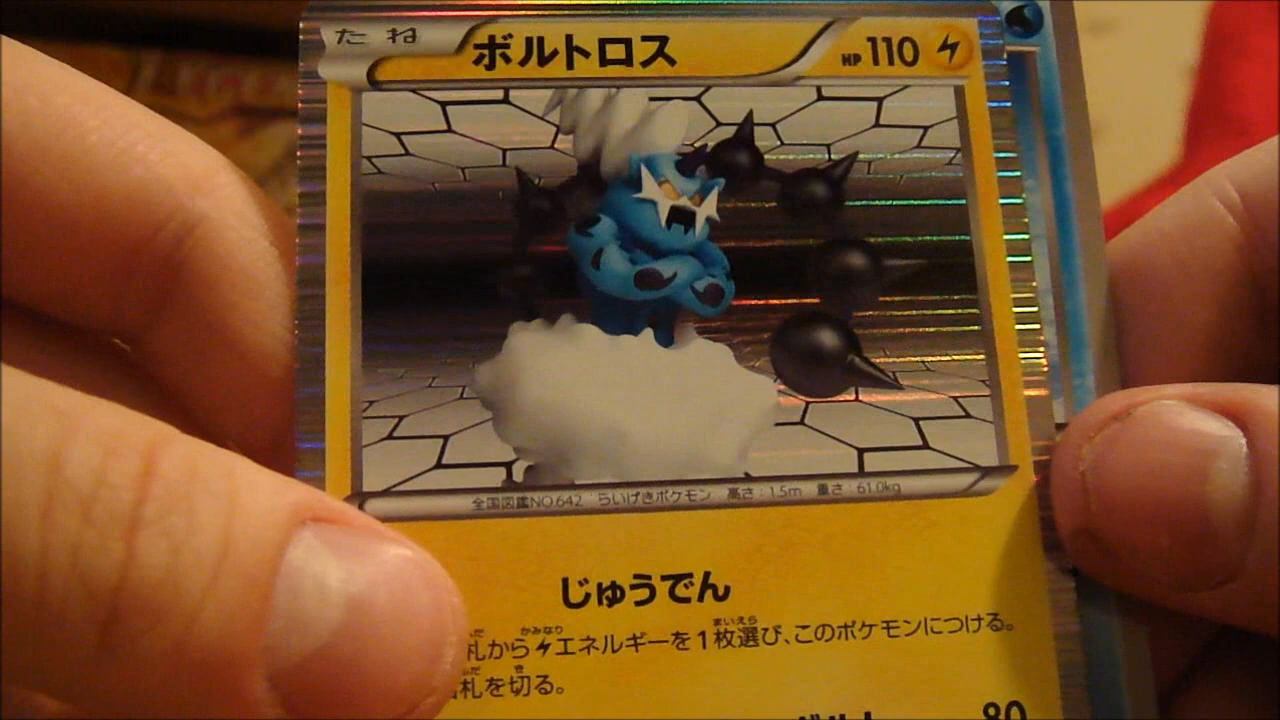 たね ボルトロス HP110
全国図鑑NO.642 らいげきポケモン 高さ:1.5m 重さ:61.0kg
じゅうでん
札からエネルギーを1枚選び、このポケモンにつける。
札を切る。
80